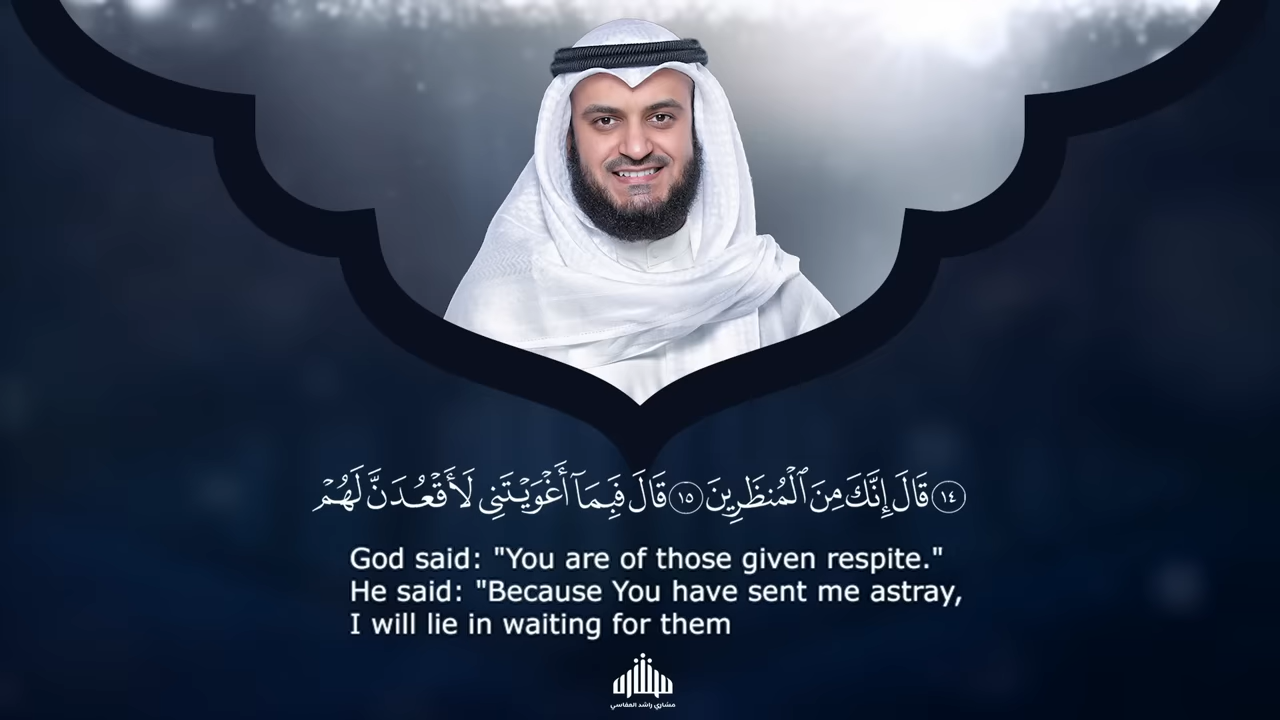 ١٤ قَالَ إِنَّكَ مِنَ ٱلْمُنظَرِينَ ١٥ قَالَ فَبِمَآ أَغْوَيْتَنِى لَأَقْعُدَنَّ لَهُمْ
God said: "You are of those given respite."
He said: "Because You have sent me astray,
I will lie in waiting for them
مشاري راشد العفاسي